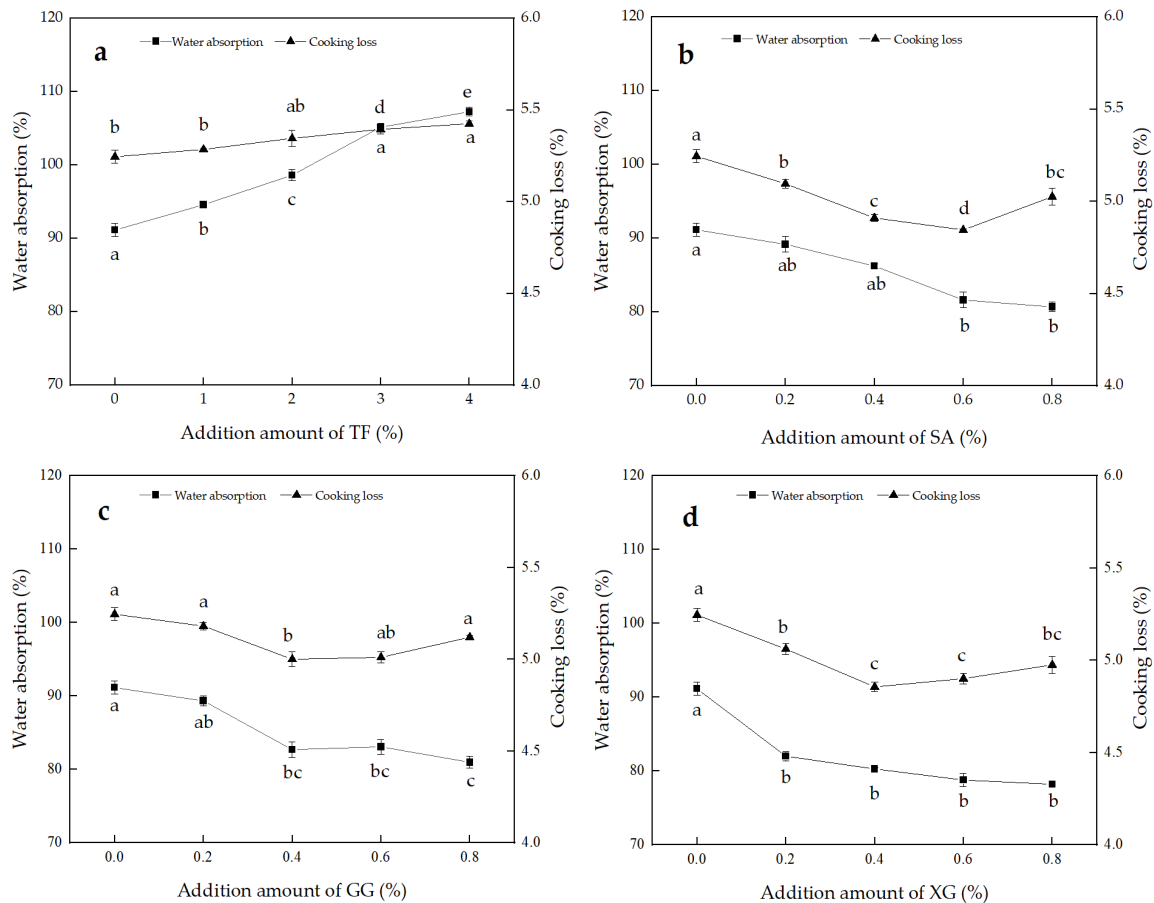 a
Water absorption
Cooking loss
120
110
100
90
80
70
Water absorption (%)
6.0
5.5
5.0
4.5
4.0
Cooking loss (%)
b b ab d e
a b c a a
0 1 2 3 4
Addition amount of TF (%)
b
Water absorption
Cooking loss
120
110
100
90
80
70
Water absorption (%)
6.0
5.5
5.0
4.5
4.0
Cooking loss (%)
a b c d bc
a ab ab b b
0.0 0.2 0.4 0.6 0.8
Addition amount of SA (%)
c
Water absorption
Cooking loss
120
110
100
90
80
70
Water absorption (%)
6.0
5.5
5.0
4.5
4.0
Cooking loss (%)
a a b ab a
a ab bc bc c
0.0 0.2 0.4 0.6 0.8
Addition amount of GG (%)
d
Water absorption
Cooking loss
120
110
100
90
80
70
Water absorption (%)
6.0
5.5
5.0
4.5
4.0
Cooking loss (%)
a b c c bc
a b b b b
0.0 0.2 0.4 0.6 0.8
Addition amount of XG (%)